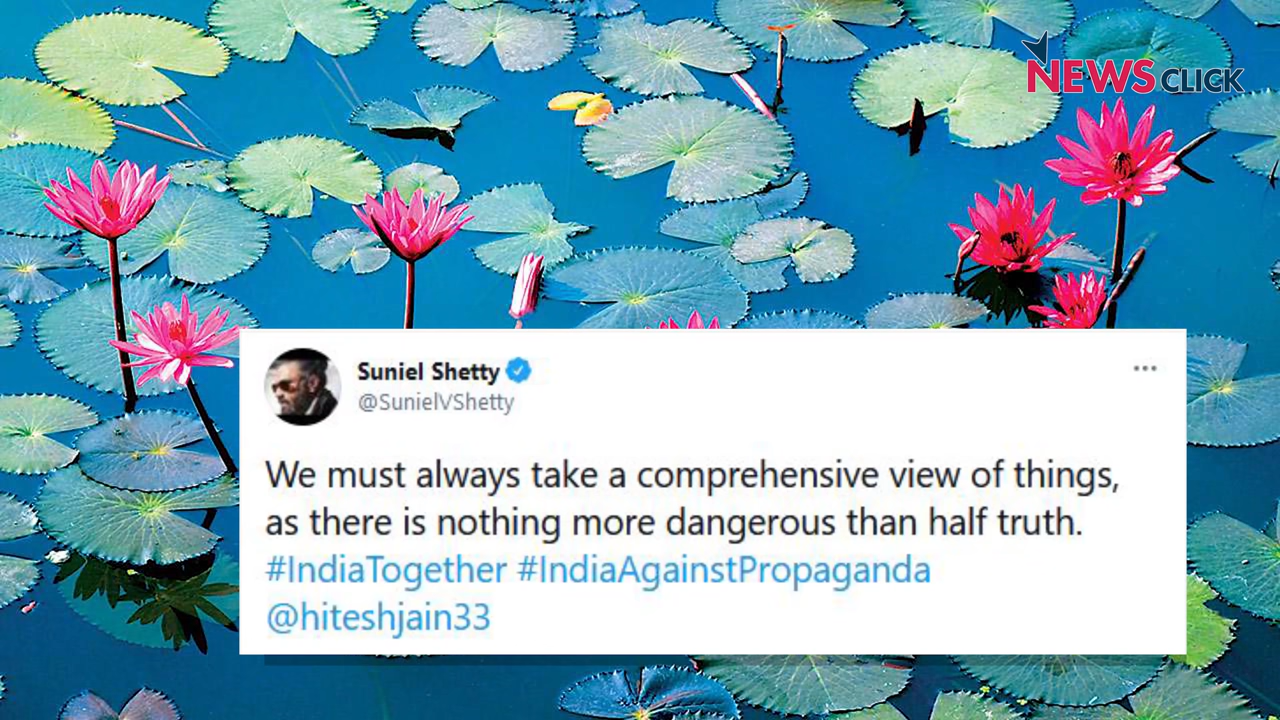 NEWSCLICK
Suniel Shetty
@SunielVShetty
We must always take a comprehensive view of things,
as there is nothing more dangerous than half truth.
#IndiaTogether #IndiaAgainstPropaganda
@hiteshjain33